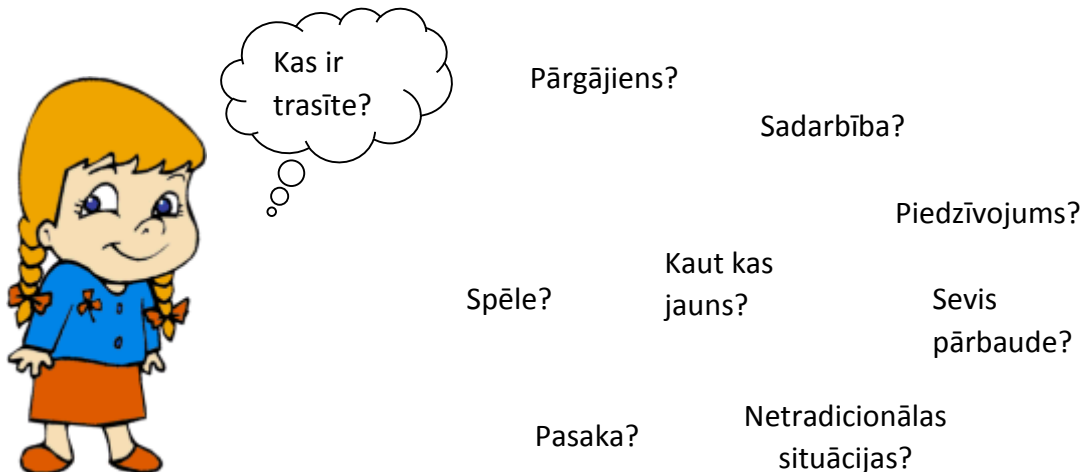 Kas ir
trasīte?
Pārgājiens?
Sadarbība?
Piedzīvojums?
Kaut kas
jauns?
Spēle?
Sevis
pārbaude?
Netradicionālas
situācijas?
Pasaka?